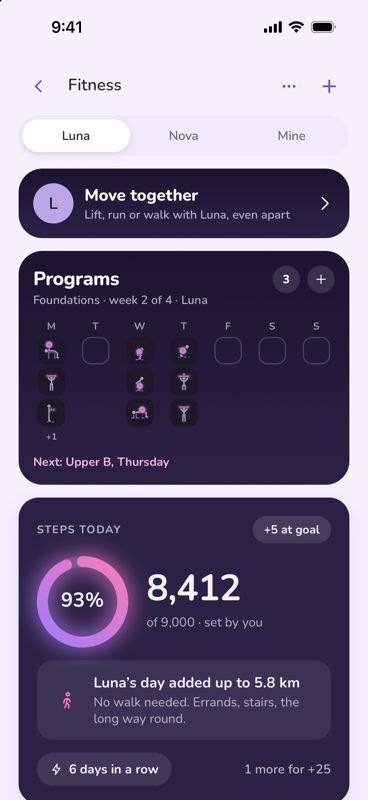 9:41
Fitness
Luna
Nova
Mine
L
Move together
Lift, run or walk with Luna, even apart
Programs
3
Foundations · week 2 of 4 · Luna
M T W T F S S
+1
Next: Upper B, Thursday
STEPS TODAY
+5 at goal
93%
8,412
of 9,000 · set by you
Luna’s day added up to 5.8 km
No walk needed. Errands, stairs, the
long way round.
6 days in a row
1 more for +25